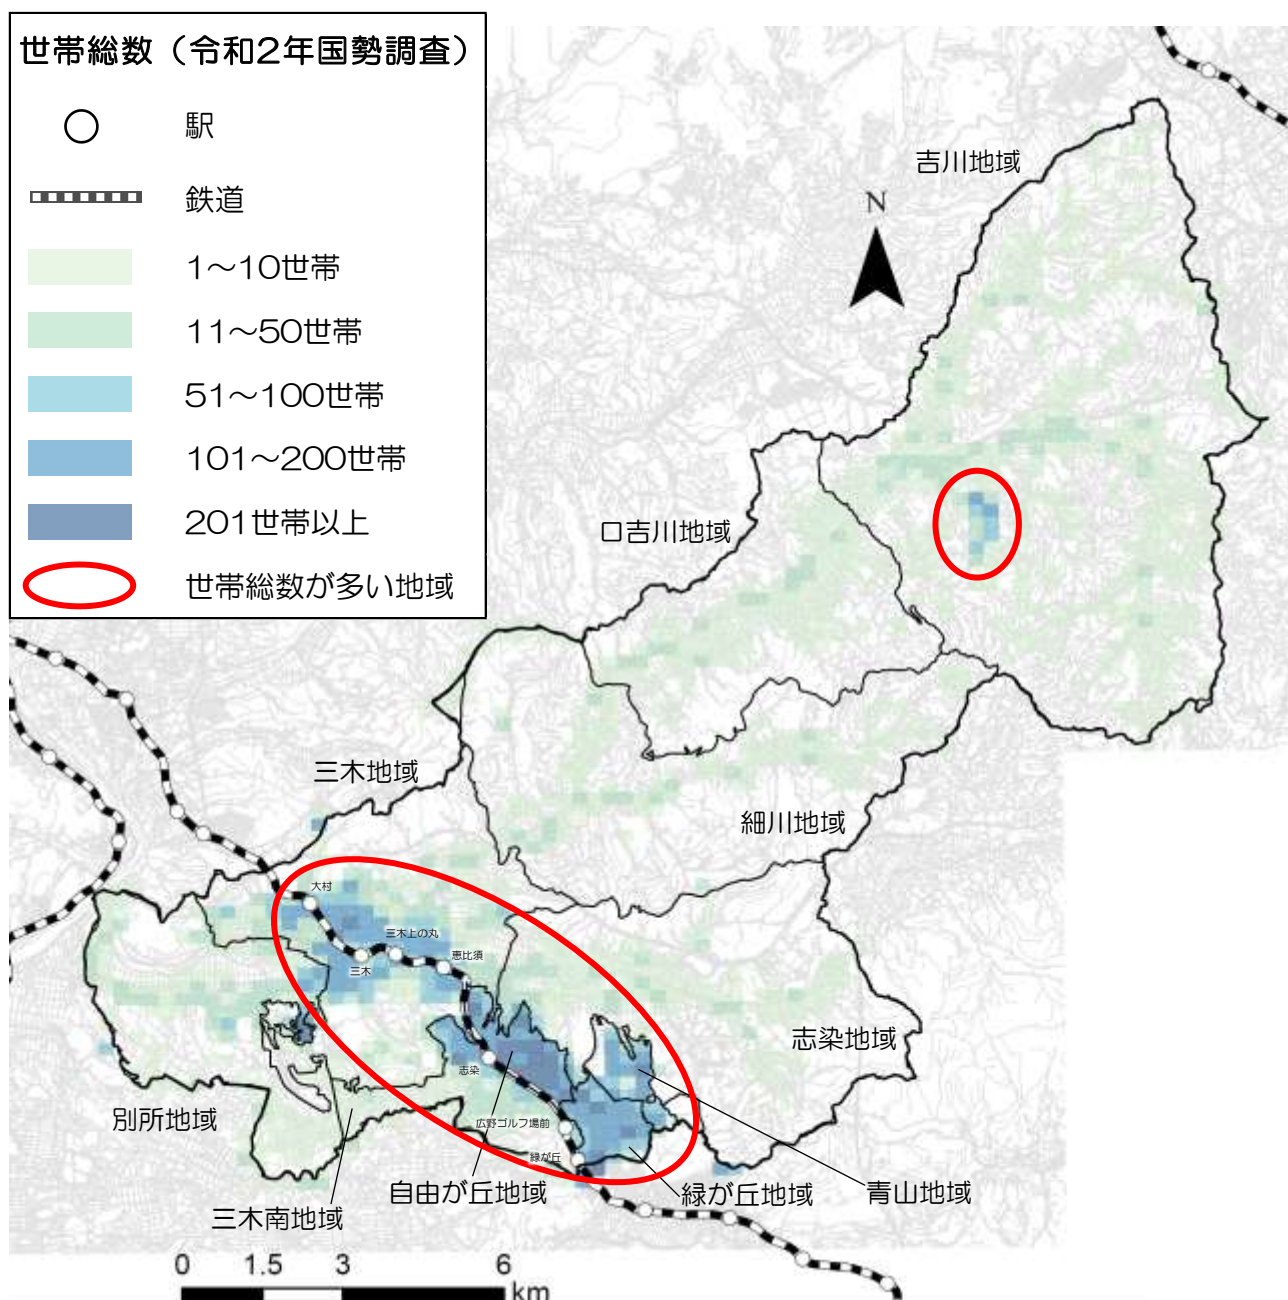 世帯総数（令和2年国勢調査）
駅
鉄道
1～10世帯
11～50世帯
51～100世帯
101～200世帯
201世帯以上
世帯総数が多い地域
吉川地域
N
口吉川地域
三木地域
細川地域
大村
三木上の丸
恵比須
三木
志染地域
志染
別所地域
広野ゴルフ場前
緑が丘
自由が丘地域
緑が丘地域
青山地域
三木南地域
0 1.5 3 6
km